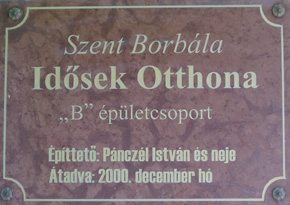 Szent Borbála
Idősek Otthona
„B” épületcsoport
Építtető: Pánczél István és neje
Átadva: 2000. december hó